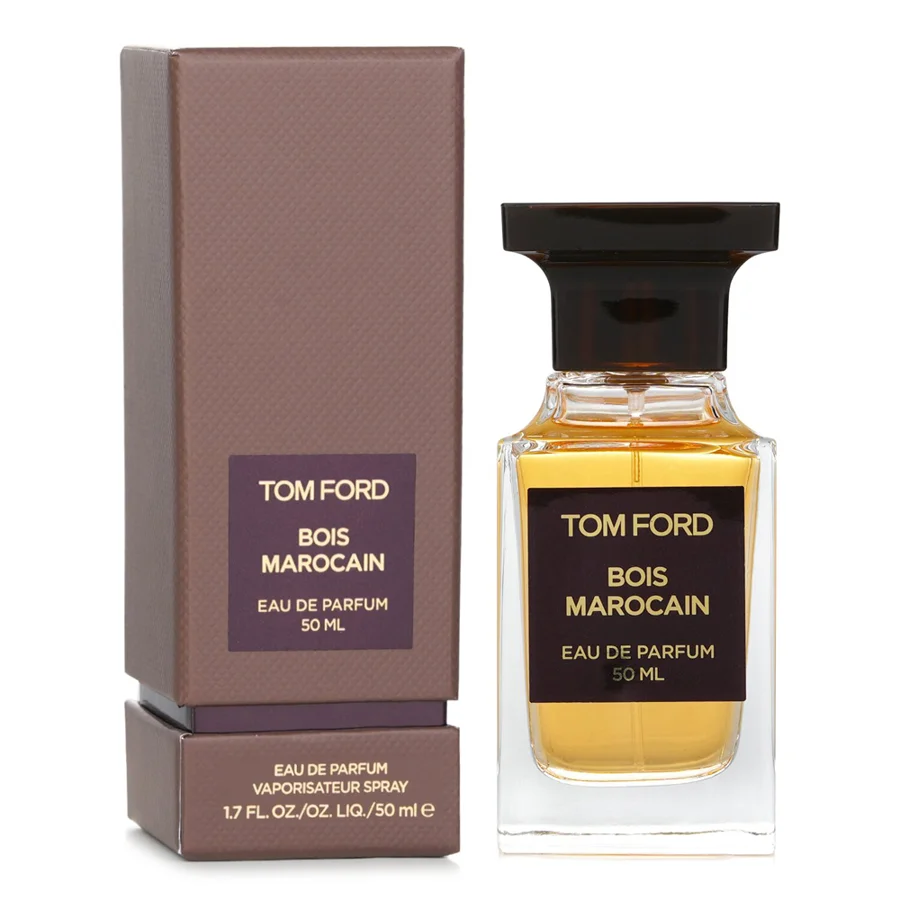 TOM FORD
BOIS
MAROCAIN
EAU DE PARFUM
50 ML
EAU DE PARFUM
VAPORISATEUR SPRAY
1.7 FL. OZ./OZ. LIQ./50 ml ℮
TOM FORD
BOIS
MAROCAIN
EAU DE PARFUM
50 ML